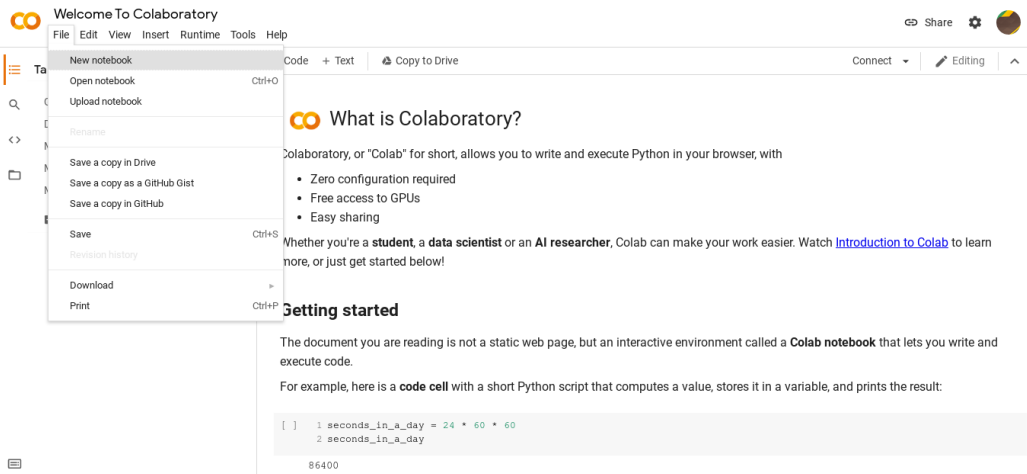 Welcome To Colaboratory
File Edit View Insert Runtime Tools Help
Share
Ta
Code + Text Copy to Drive
Connect Editing
New notebook
Open notebook Ctrl+O
Upload notebook
Rename
Save a copy in Drive
Save a copy as a GitHub Gist
Save a copy in GitHub
Save Ctrl+S
Revision history
Download
Print Ctrl+P
What is Colaboratory?
Colaboratory, or "Colab" for short, allows you to write and execute Python in your browser, with
• Zero configuration required
• Free access to GPUs
• Easy sharing
Whether you're a student, a data scientist or an AI researcher, Colab can make your work easier. Watch Introduction to Colab to learn
more, or just get started below!
Getting started
The document you are reading is not a static web page, but an interactive environment called a Colab notebook that lets you write and
execute code.
For example, here is a code cell with a short Python script that computes a value, stores it in a variable, and prints the result:
[ ] 1 seconds_in_a_day = 24 * 60 * 60
2 seconds_in_a_day
86400